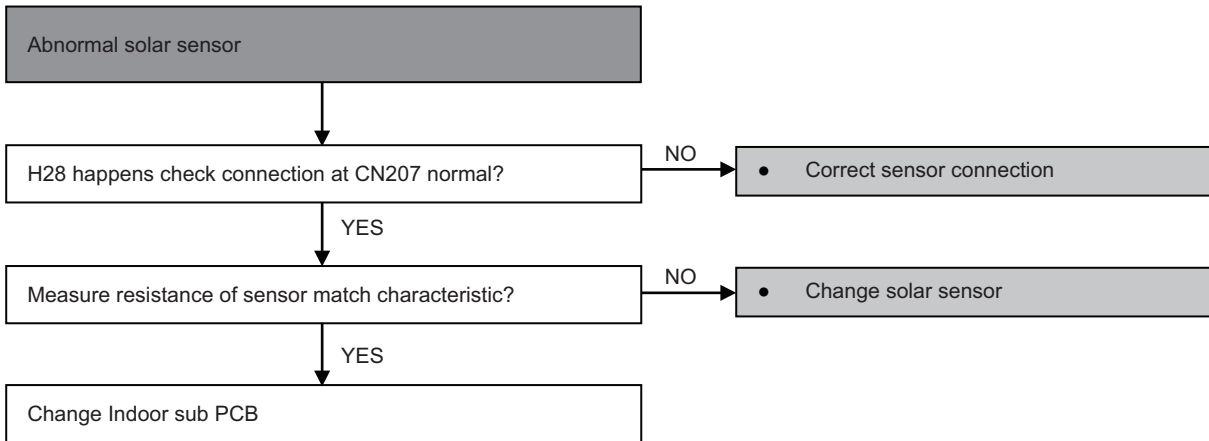 Abnormal solar sensor
H28 happens check connection at CN207 normal?
NO
● Correct sensor connection
YES
Measure resistance of sensor match characteristic?
NO
● Change solar sensor
YES
Change Indoor sub PCB